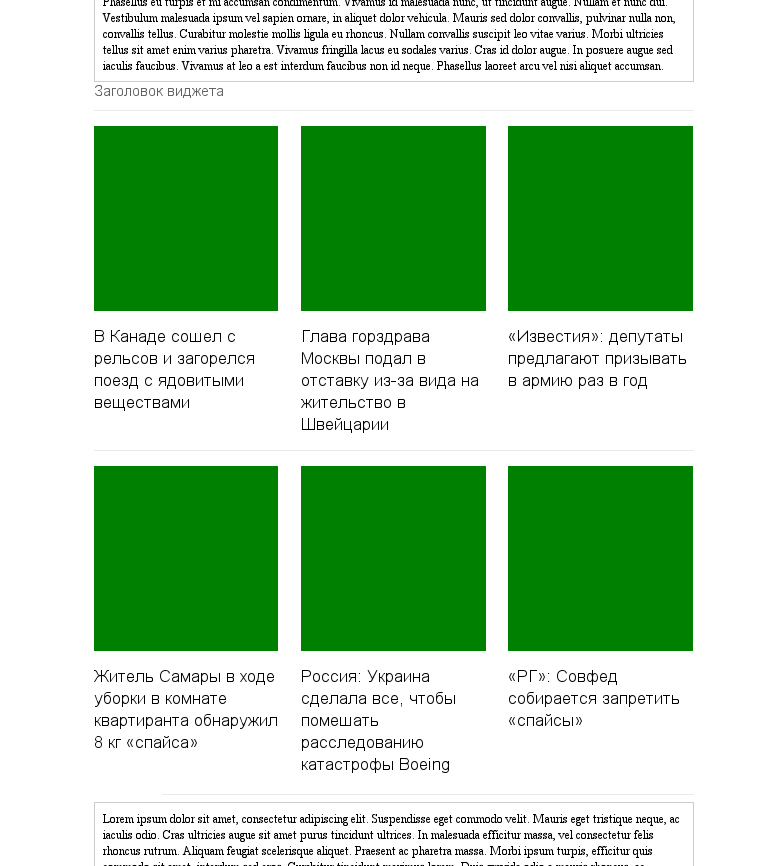 Phasellus eu turpis et mi accumsan condimentum. Vivamus id malesuada nunc, ut tincidunt augue. Nullam et nunc dui.
Vestibulum malesuada ipsum vel sapien ornare, in aliquet dolor vehicula. Mauris sed dolor convallis, pulvinar nulla non,
convallis tellus. Curabitur molestie mollis ligula eu rhoncus. Nullam convallis suscipit leo vitae varius. Morbi ultricies
tellus sit amet enim varius pharetra. Vivamus fringilla lacus eu sodales varius. Cras id dolor augue. In posuere augue sed
iaculis faucibus. Vivamus at leo a est interdum faucibus non id neque. Phasellus laoreet arcu vel nisi aliquet accumsan.
Заголовок виджета
В Канаде сошел с
рельсов и загорелся
поезд с ядовитыми
веществами
Глава горздрава
Москвы подал в
отставку из-за вида на
жительство в
Швейцарии
«Известия»: депутаты
предлагают призывать
в армию раз в год
Житель Самары в ходе
уборки в комнате
квартиранта обнаружил
8 кг «спайса»
Россия: Украина
сделала все, чтобы
помешать
расследованию
катастрофы Boeing
«РГ»: Совфед
собирается запретить
«спайсы»
Lorem ipsum dolor sit amet, consectetur adipiscing elit. Suspendisse eget commodo velit. Mauris eget tristique neque, ac
iaculis odio. Cras ultricies augue sit amet purus tincidunt ultrices. In malesuada efficitur massa, vel consectetur felis
rhoncus rutrum. Aliquam feugiat scelerisque aliquet. Praesent ac pharetra massa. Morbi ipsum turpis, efficitur quis